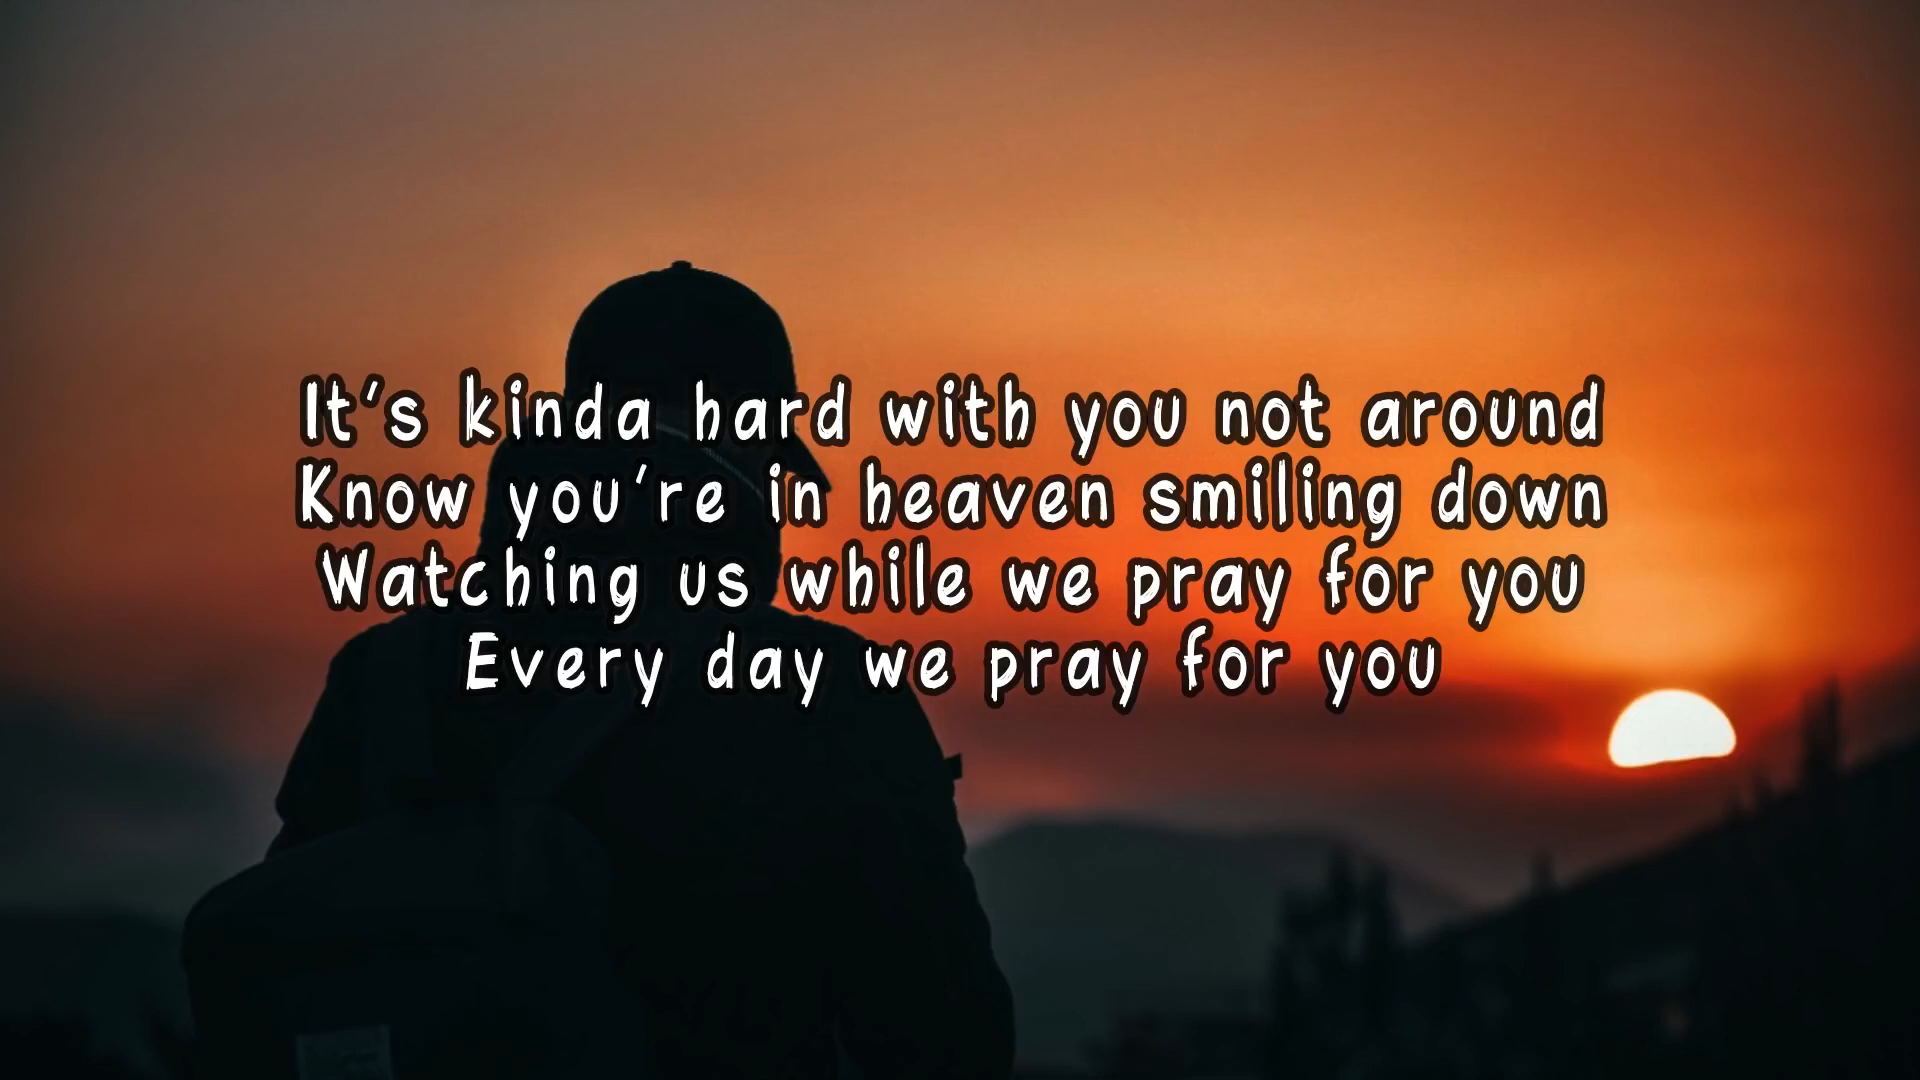 It's kinda hard with you not around
Know you're in heaven smiling down
Watching us while we pray for you
Every day we pray for you